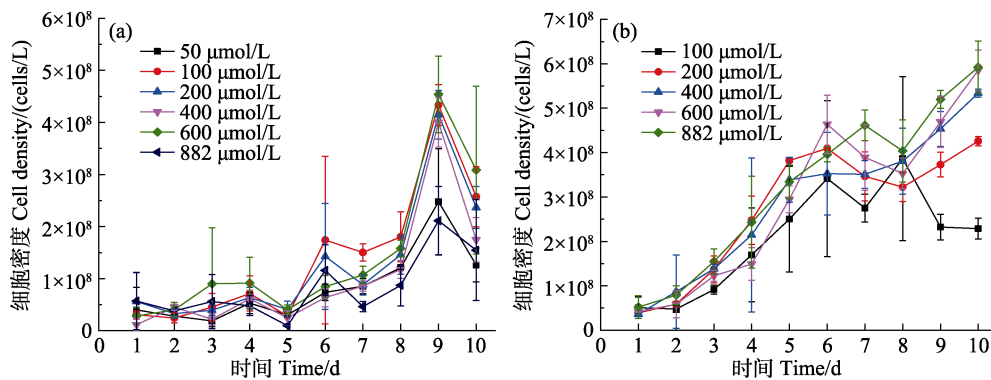 (a)
细胞密度 Cell density/(cells/L)
6×10⁸
5×10⁸
4×10⁸
3×10⁸
2×10⁸
1×10⁸
0
50 μmol/L
100 μmol/L
200 μmol/L
400 μmol/L
600 μmol/L
882 μmol/L
0 1 2 3 4 5 6 7 8 9 10
时间 Time/d
(b)
细胞密度 Cell density/(cells/L)
7×10⁸
6×10⁸
5×10⁸
4×10⁸
3×10⁸
2×10⁸
1×10⁸
0
100 μmol/L
200 μmol/L
400 μmol/L
600 μmol/L
882 μmol/L
0 1 2 3 4 5 6 7 8 9 10
时间 Time/d